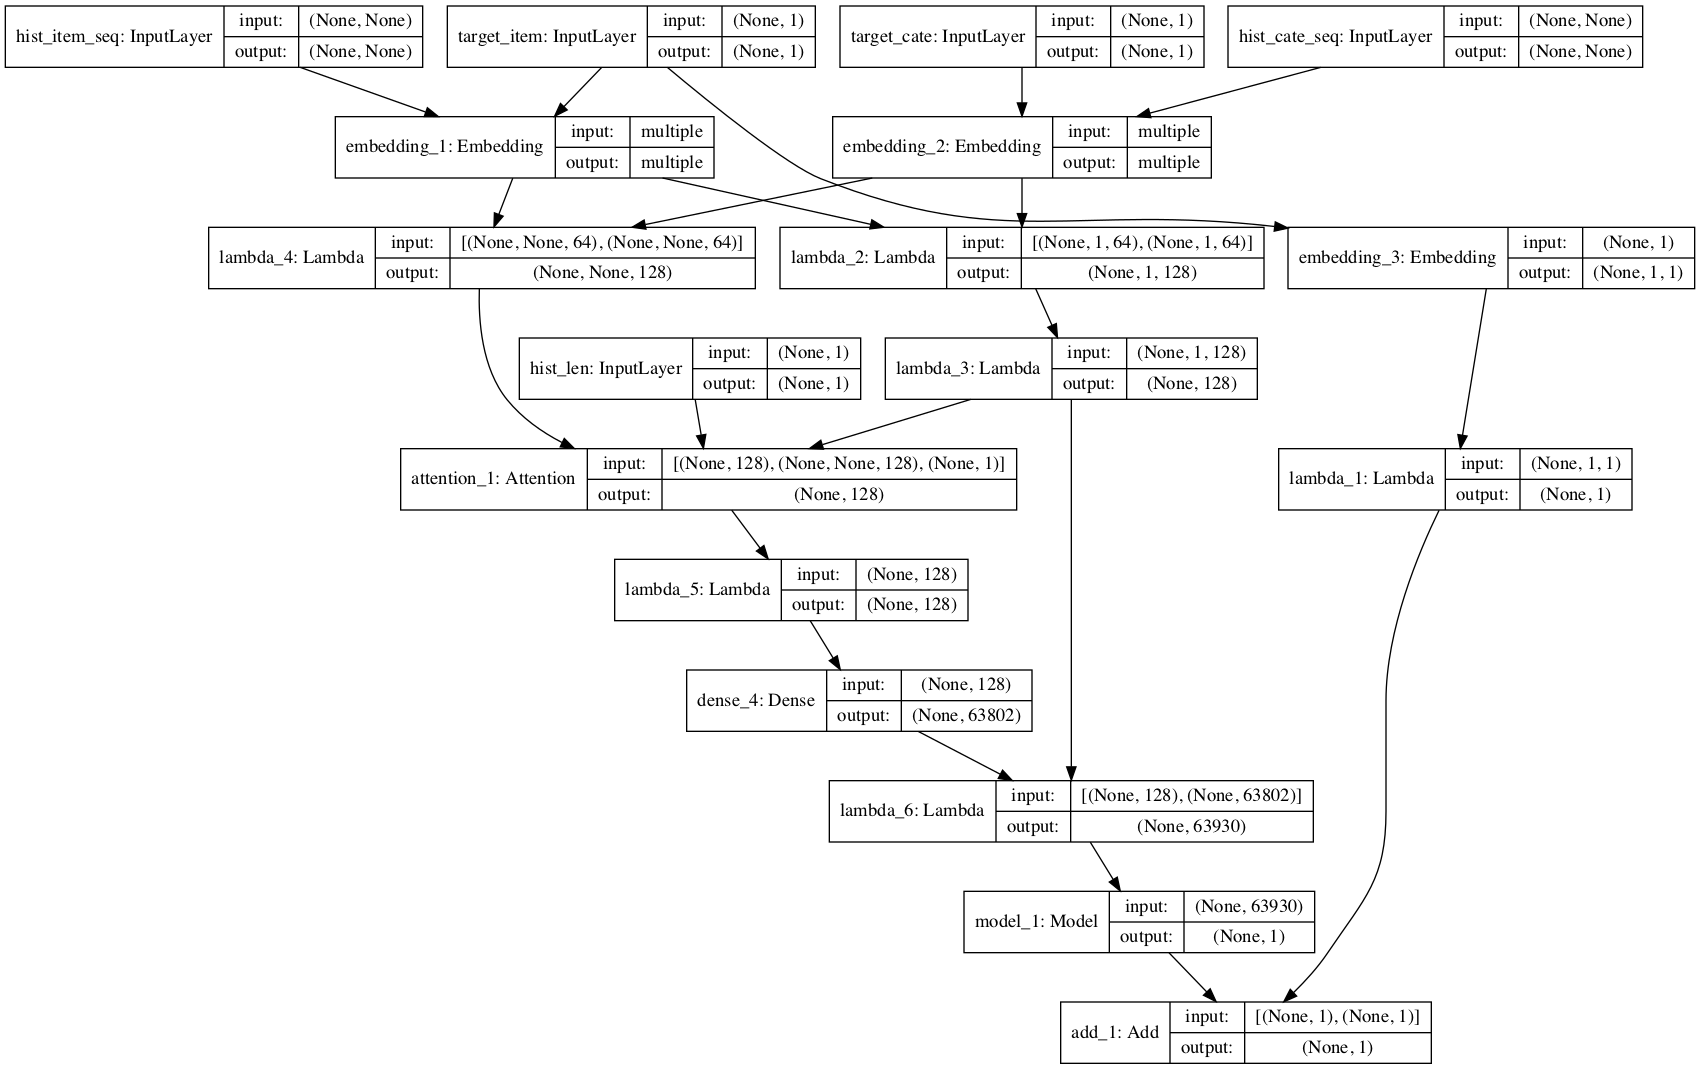 hist_item_seq: InputLayer
input: (None, None)
output: (None, None)
target_item: InputLayer
input: (None, 1)
output: (None, 1)
target_cate: InputLayer
input: (None, 1)
output: (None, 1)
hist_cate_seq: InputLayer
input: (None, None)
output: (None, None)
embedding_1: Embedding
input: multiple
output: multiple
embedding_2: Embedding
input: multiple
output: multiple
lambda_4: Lambda
input: [(None, None, 64), (None, None, 64)]
output: (None, None, 128)
lambda_2: Lambda
input: [(None, 1, 64), (None, 1, 64)]
output: (None, 1, 128)
embedding_3: Embedding
input: (None, 1)
output: (None, 1, 1)
hist_len: InputLayer
input: (None, 1)
output: (None, 1)
lambda_3: Lambda
input: (None, 1, 128)
output: (None, 128)
attention_1: Attention
input: [(None, 128), (None, None, 128), (None, 1)]
output: (None, 128)
lambda_1: Lambda
input: (None, 1, 1)
output: (None, 1)
lambda_5: Lambda
input: (None, 128)
output: (None, 128)
dense_4: Dense
input: (None, 128)
output: (None, 63802)
lambda_6: Lambda
input: [(None, 128), (None, 63802)]
output: (None, 63930)
model_1: Model
input: (None, 63930)
output: (None, 1)
add_1: Add
input: [(None, 1), (None, 1)]
output: (None, 1)